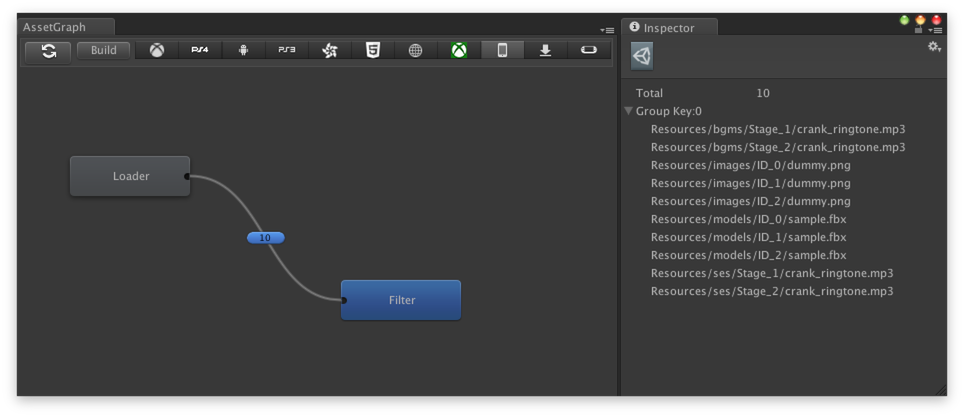 AssetGraph
Build
PS4
PS3
Loader
10
Filter
Inspector
Total 10
Group Key:0
Resources/bgms/Stage_1/crank_ringtone.mp3
Resources/bgms/Stage_2/crank_ringtone.mp3
Resources/images/ID_0/dummy.png
Resources/images/ID_1/dummy.png
Resources/images/ID_2/dummy.png
Resources/models/ID_0/sample.fbx
Resources/models/ID_1/sample.fbx
Resources/models/ID_2/sample.fbx
Resources/ses/Stage_1/crank_ringtone.mp3
Resources/ses/Stage_2/crank_ringtone.mp3